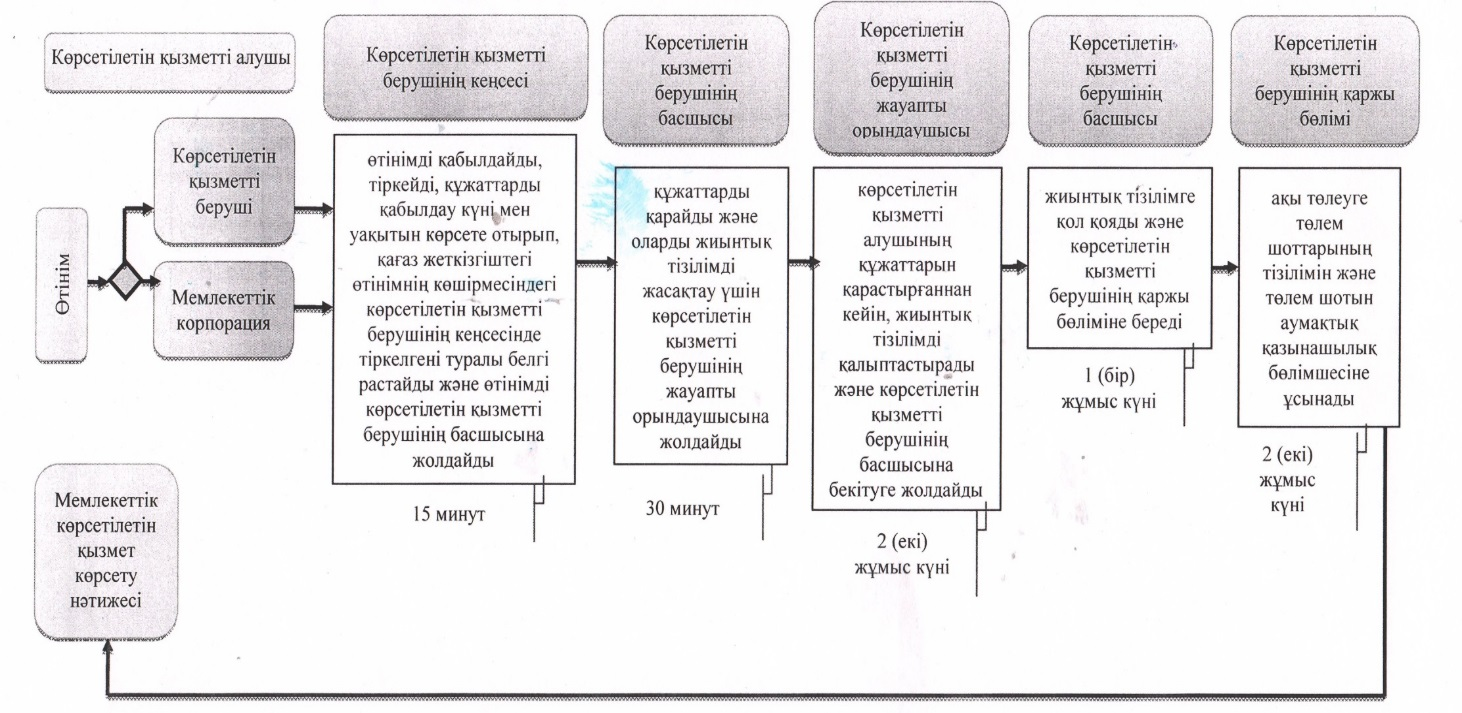 Көрсетілетін қызметті алушы
Көрсетілетін қызметті
берушінің кеңсесі
Көрсетілетін
қызметті
берушінің
басшысы
Көрсетілетін
қызметті
берушінің
жауапты
орындаушысы
Көрсетілетін
қызметті
берушінің
басшысы
Көрсетілетін
қызметті
берушінің қаржы
бөлімі
Өтінім
Көрсетілетін
қызметті
беруші
Мемлекеттік
корпорация
өтінімді қабылдайды,
тіркейді, құжаттарды
қабылдау күні мен
уақытын көрсете отырып,
қағаз жеткізгіштегі
өтінімнің көшірмесіндегі
көрсетілетін қызметті
берушінің кеңсесінде
тіркелгені туралы белгі
растайды және өтінімді
көрсетілетін қызметті
берушінің басшысына
жолдайды
15 минут
құжаттарды
қарайды және
оларды жиынтық
тізілімді
жасақтау үшін
көрсетілетін
қызметті
берушінің
жауапты
орындаушысына
жолдайды
30 минут
көрсетілетін
қызметті
алушының
құжаттарын
қарастырғаннан
кейін, жиынтық
тізілімді
қалыптастырады
және көрсетілетін
қызметті
берушінің
басшысына
бекітуге жолдайды
2 (екі)
жұмыс күні
жиынтық тізілімге
қол қояды және
көрсетілетін
қызметті
берушінің қаржы
бөліміне береді
1 (бір)
жұмыс күні
ақы төлеуге
төлем
шоттарының
тізілімін және
төлем шотын
аумақтық
қазынашылық
бөлімшесіне
ұсынады
2 (екі)
жұмыс
күні
Мемлекеттік
көрсетілетін
қызмет
көрсету
нәтижесі